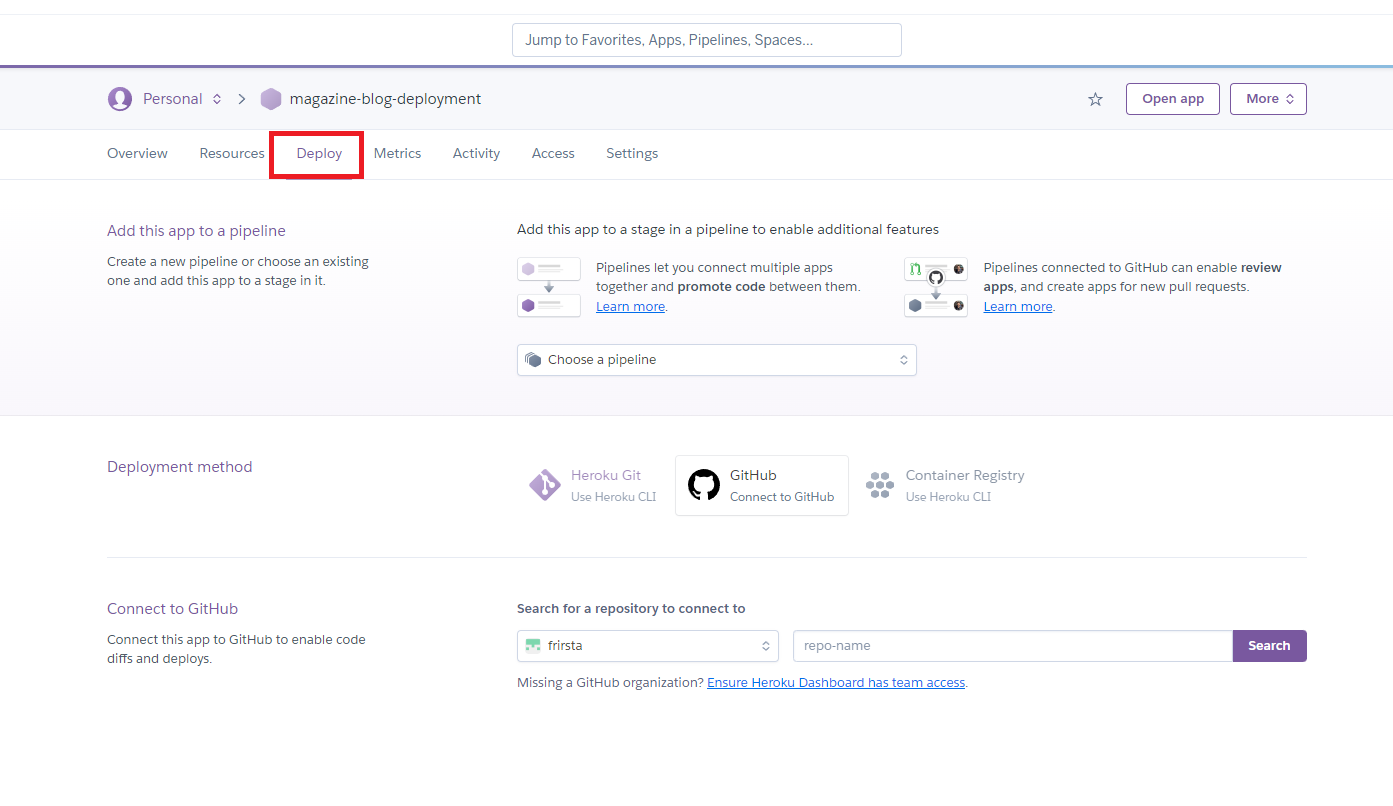 Jump to Favorites, Apps, Pipelines, Spaces...
Personal
magazine-blog-deployment
Open app
More
Overview
Resources
Deploy
Metrics
Activity
Access
Settings
Add this app to a pipeline
Create a new pipeline or choose an existing
one and add this app to a stage in it.
Add this app to a stage in a pipeline to enable additional features
Pipelines let you connect multiple apps
together and promote code between them.
Learn more.
Pipelines connected to GitHub can enable review
apps, and create apps for new pull requests.
Learn more.
Choose a pipeline
Deployment method
Heroku Git
Use Heroku CLI
GitHub
Connect to GitHub
Container Registry
Use Heroku CLI
Connect to GitHub
Connect this app to GitHub to enable code
diffs and deploys.
Search for a repository to connect to
frirsta
repo-name
Search
Missing a GitHub organization? Ensure Heroku Dashboard has team access.